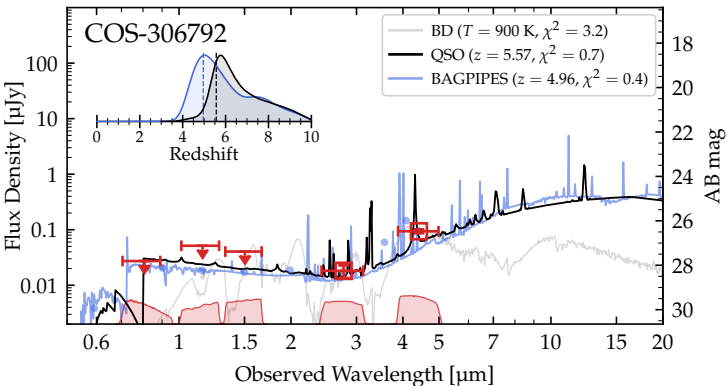 COS-306792
BD (T = 900 K, χ² = 3.2)
QSO (z = 5.57, χ² = 0.7)
BAGPIPES (z = 4.96, χ² = 0.4)
Flux Density [µJy]
100
10
1
0.1
0.01
0 2 4 6 8 10
Redshift
18
20
22
24
26
28
30
AB mag
0.6 1 1.5 2 3 4 5 10 15 20
Observed Wavelength [µm]